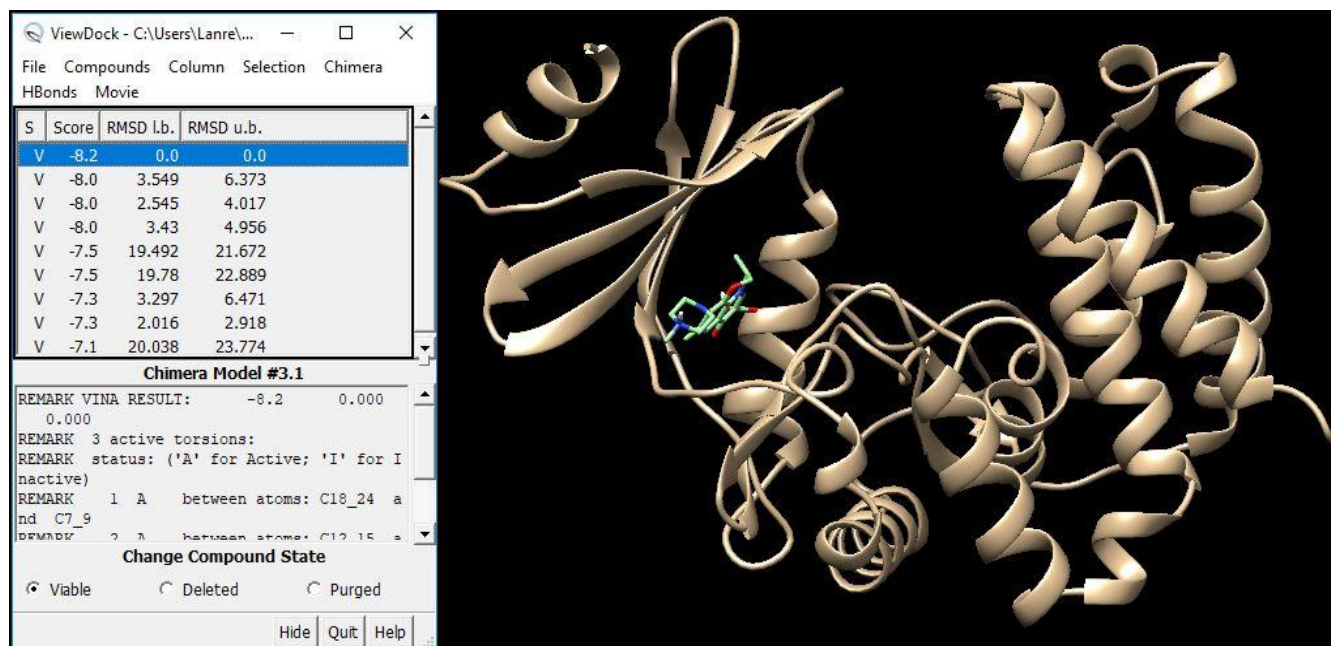 ViewDock - C:\Users\Lanre\...
File Compounds Column Selection Chimera
HBonds Movie
S Score RMSD l.b. RMSD u.b.
V -8.2 0.0 0.0
V -8.0 3.549 6.373
V -8.0 2.545 4.017
V -8.0 3.43 4.956
V -7.5 19.492 21.672
V -7.5 19.78 22.889
V -7.3 3.297 6.471
V -7.3 2.016 2.918
V -7.1 20.038 23.774
Chimera Model #3.1
REMARK VINA RESULT: -8.2 0.000
0.000
REMARK 3 active torsions:
REMARK status: ('A' for Active; 'I' for I
nactive)
REMARK 1 A between atoms: C18_24 a
nd C7_9
REMARK 2 A between atoms: C12_15 a
Change Compound State
Viable Deleted Purged
Hide Quit Help